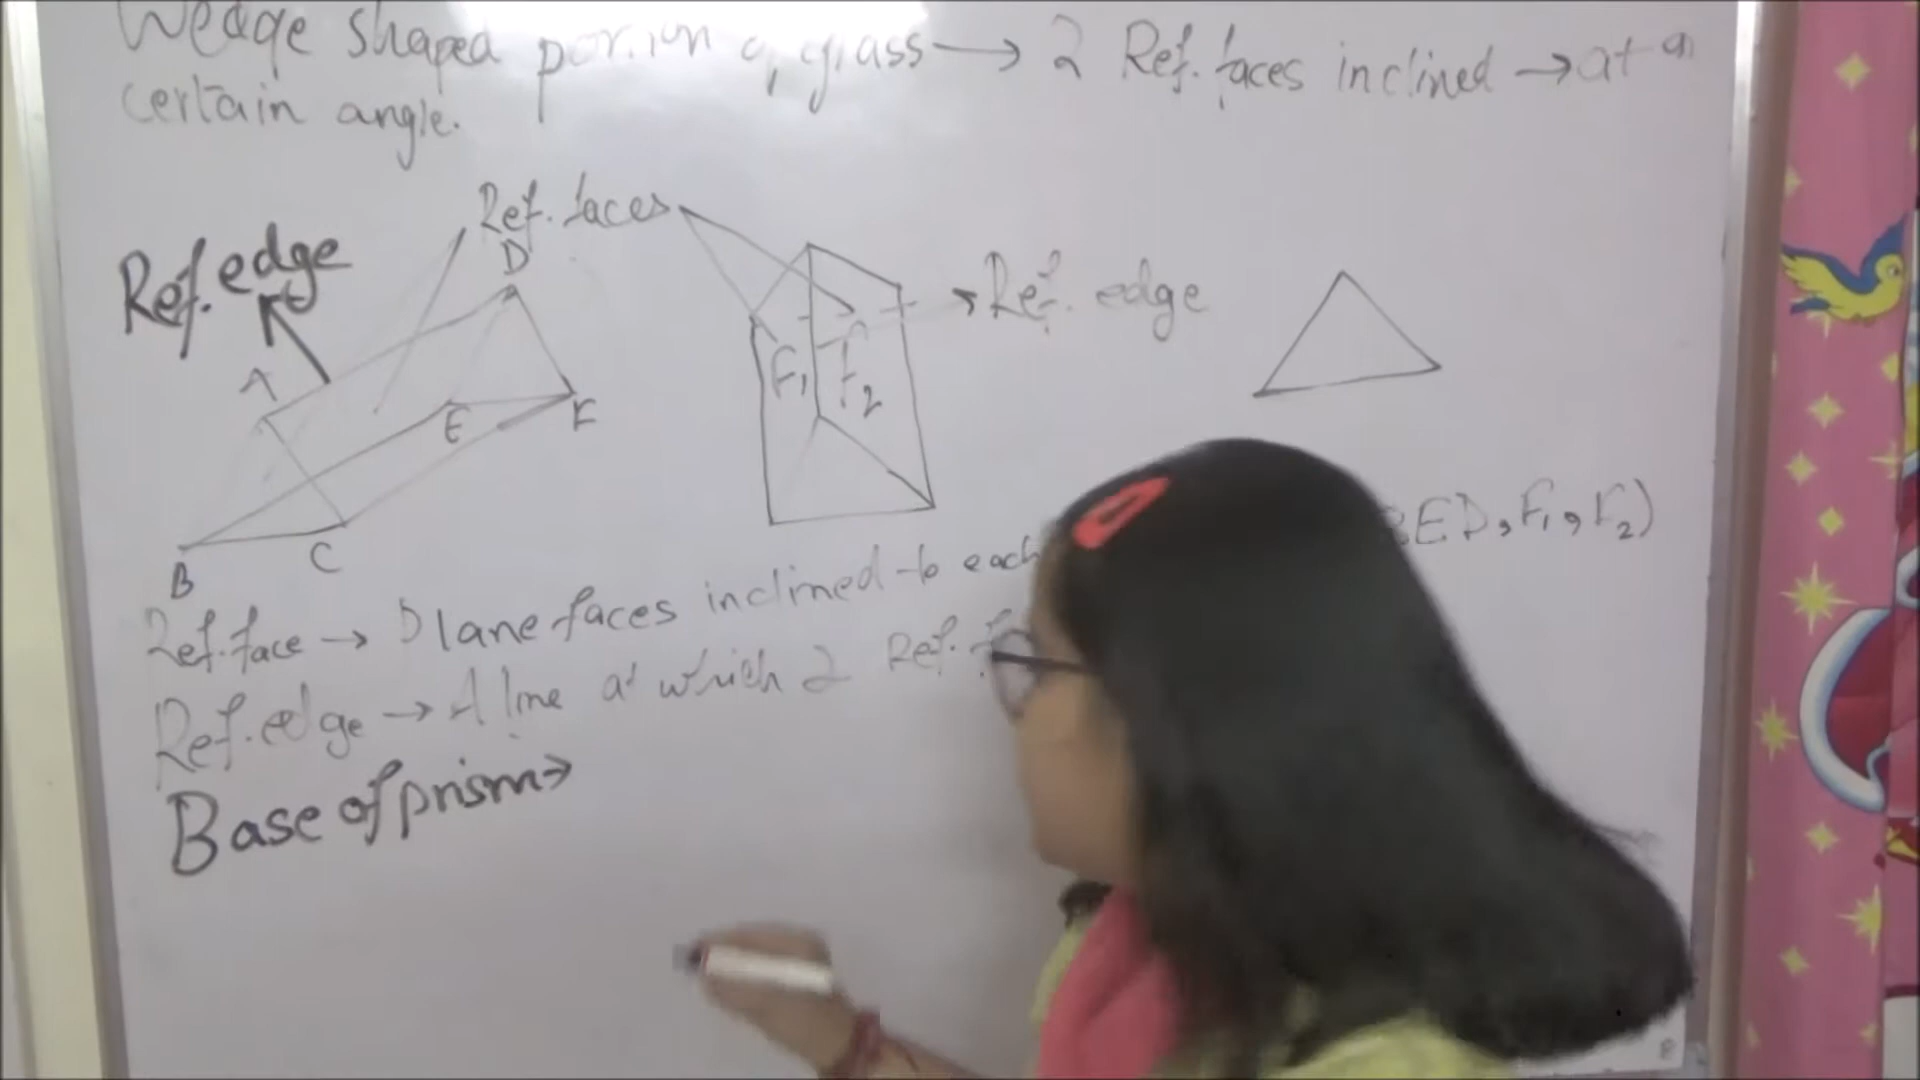 Wedge shaped portion of glass → 2 Ref. faces inclined → at a
certain angle.
Ref. faces
Ref. edge
D
Ref. edge
A
F1
F2
E
F
C
B
BED, F1, F2)
Ref. face → Plane faces inclined to each
Ref. edge → A line at which 2 Ref. f
Base of prism →